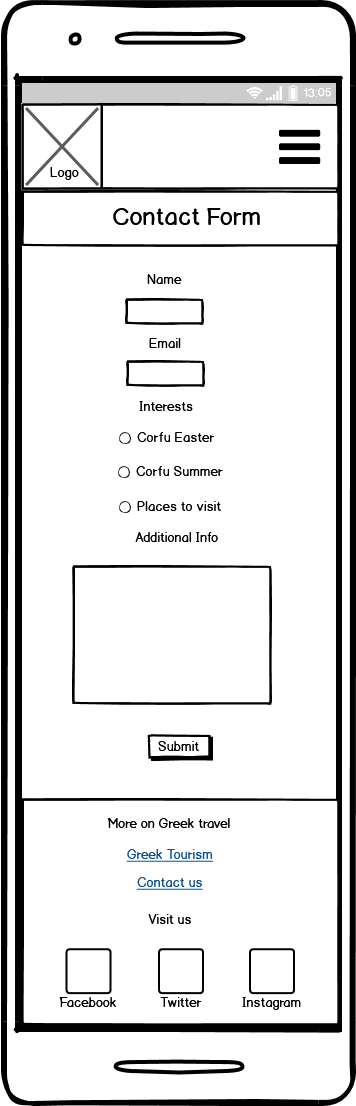 13:05
Logo
Contact Form
Name
Email
Interests
Corfu Easter
Corfu Summer
Places to visit
Additional Info
Submit
More on Greek travel
Greek Tourism
Contact us
Visit us
Facebook Twitter Instagram